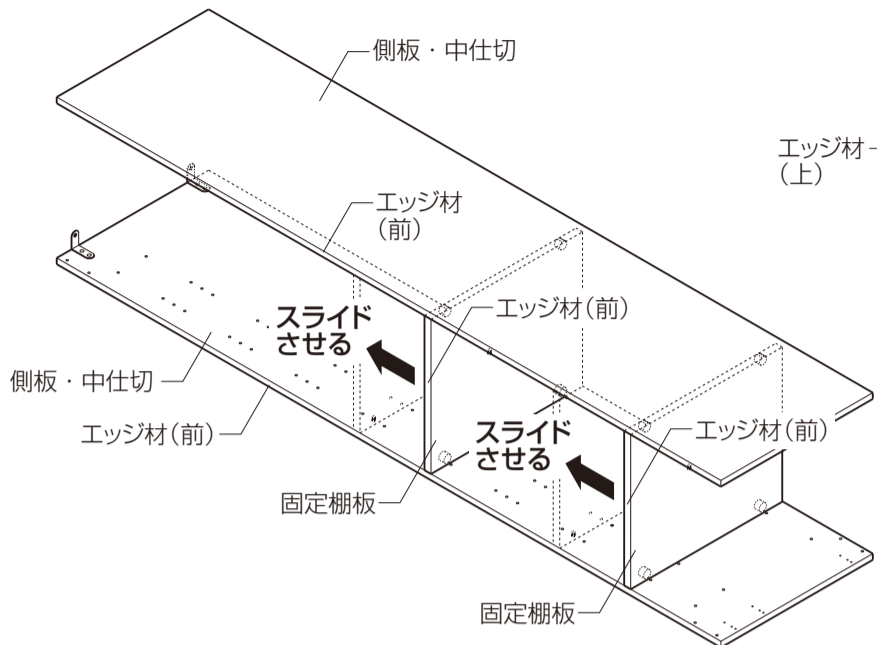 側板・中仕切
エッジ材
(上)
エッジ材
(前)
エッジ材(前)
スライド
させる
側板・中仕切
エッジ材(前)
スライド
させる
エッジ材(前)
固定棚板
固定棚板